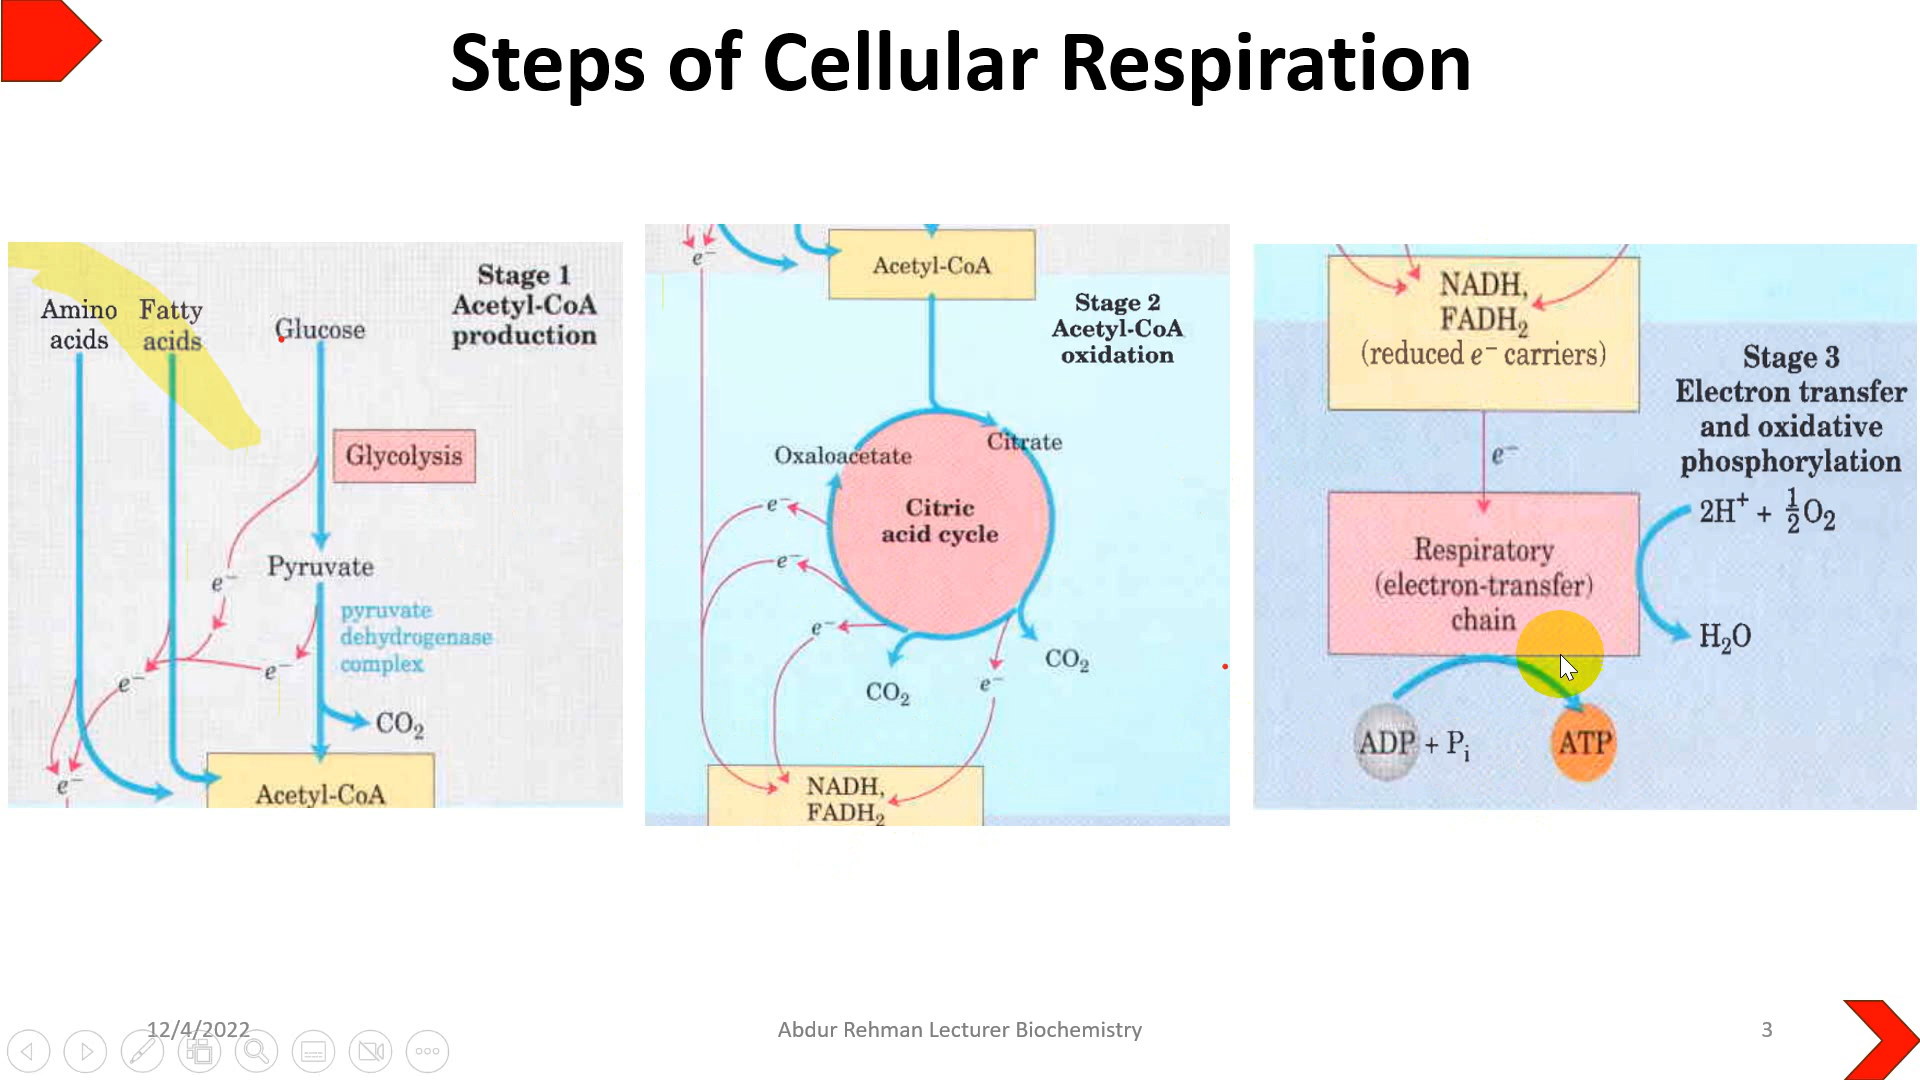 Steps of Cellular Respiration
Stage 1
Acetyl-CoA
production
Amino
acids
Fatty
acids
Glucose
Glycolysis
Pyruvate
e⁻
pyruvate
dehydrogenase
complex
e⁻
e⁻
CO₂
e⁻
Acetyl-CoA
e⁻
Acetyl-CoA
Stage 2
Acetyl-CoA
oxidation
Oxaloacetate
Citrate
Citric
acid cycle
e⁻
e⁻
e⁻
CO₂
CO₂
e⁻
NADH,
FADH₂
NADH,
FADH₂
(reduced e⁻ carriers)
Stage 3
Electron transfer
and oxidative
phosphorylation
e⁻
2H⁺ + ½O₂
Respiratory
(electron-transfer)
chain
H₂O
ADP + Pᵢ
ATP
12/4/2022
Abdur Rehman Lecturer Biochemistry
3